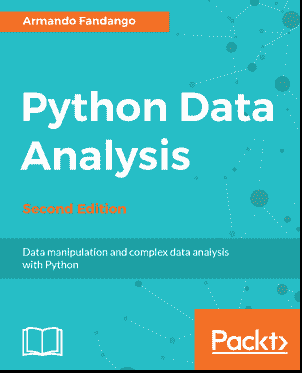 Armando Fandango
Python Data
Analysis
Second Edition
Data manipulation and complex data analysis
with Python
Packt>